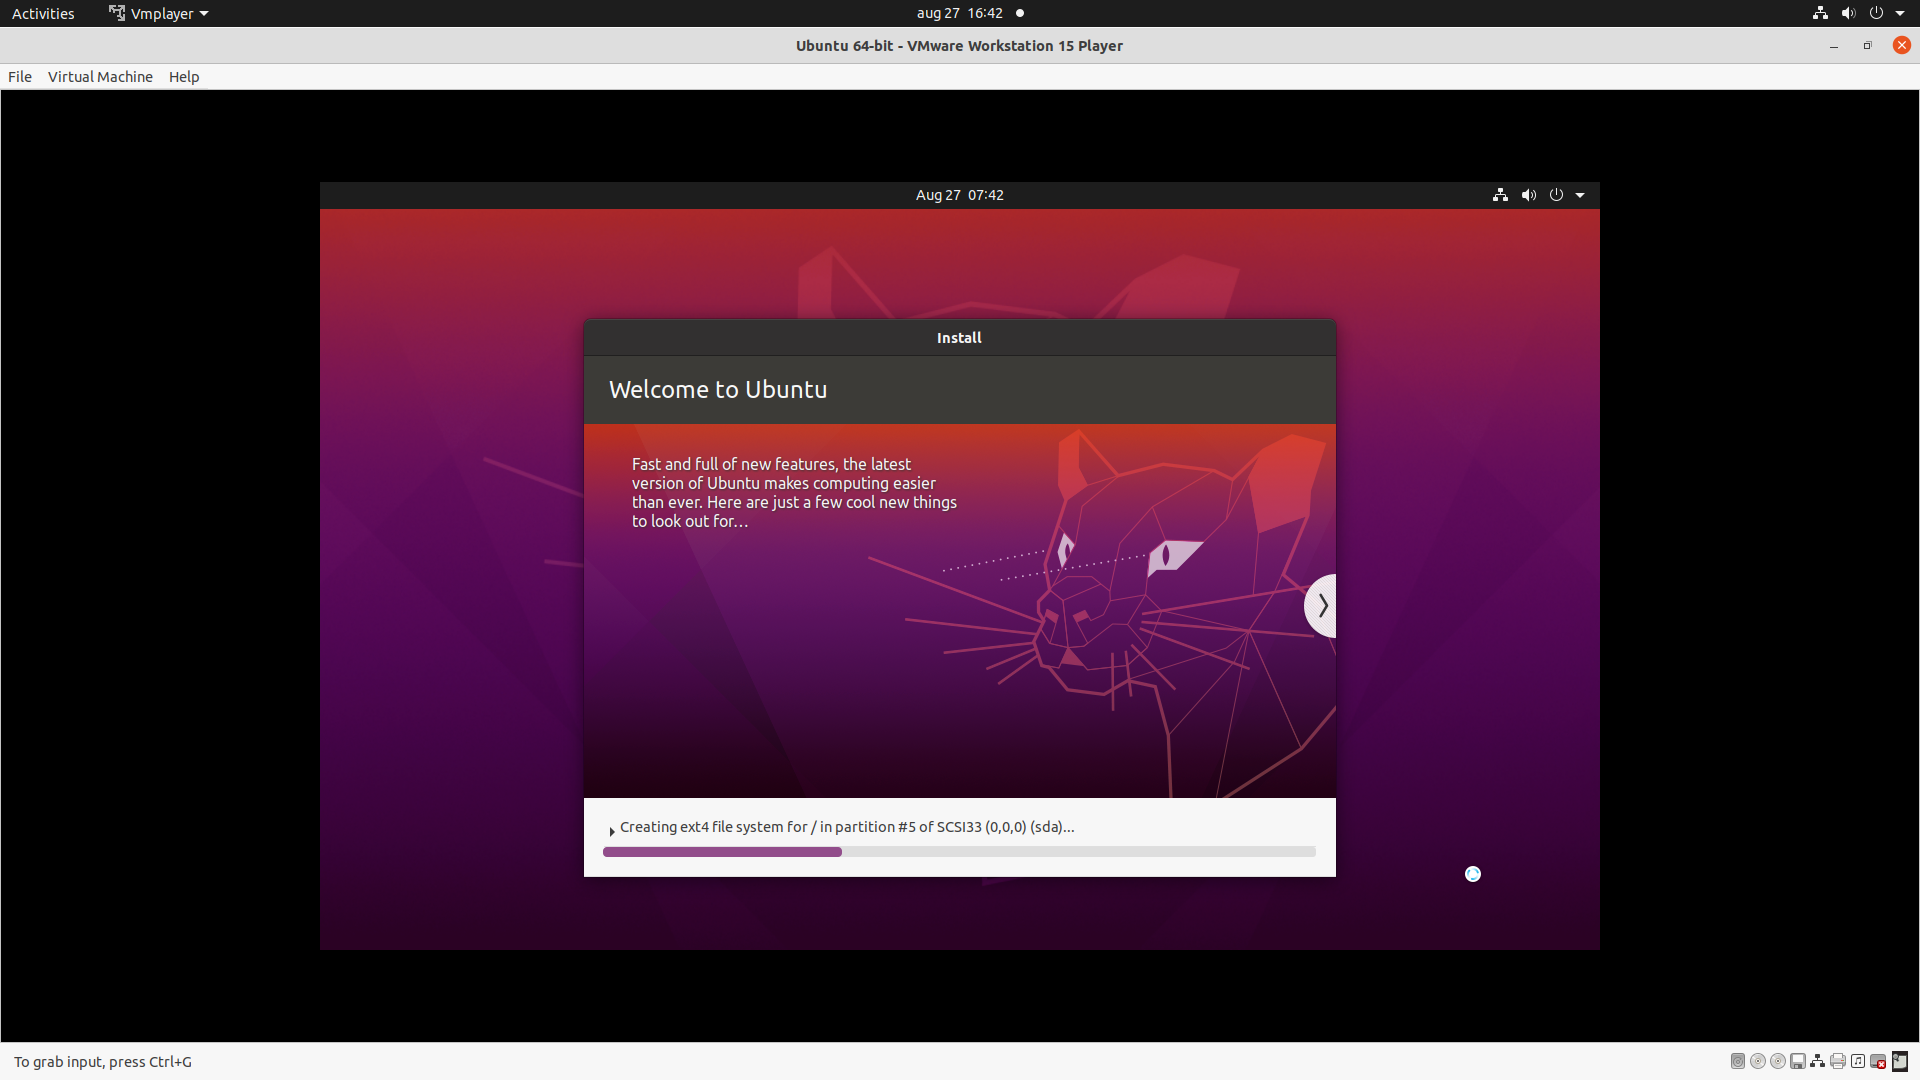 Activities
Vmplayer
aug 27 16:42
Ubuntu 64-bit - VMware Workstation 15 Player
File
Virtual Machine
Help
Aug 27 07:42
Install
Welcome to Ubuntu
Fast and full of new features, the latest
version of Ubuntu makes computing easier
than ever. Here are just a few cool new things
to look out for…
Creating ext4 file system for / in partition #5 of SCSI33 (0,0,0) (sda)...
To grab input, press Ctrl+G